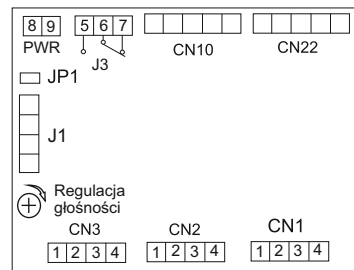 8 9
5 6 7
PWR
J3
CN10
CN22
JP1
J1
Regulacja
głośności
CN3
CN2
CN1
1 2 3 4
1 2 3 4
1 2 3 4